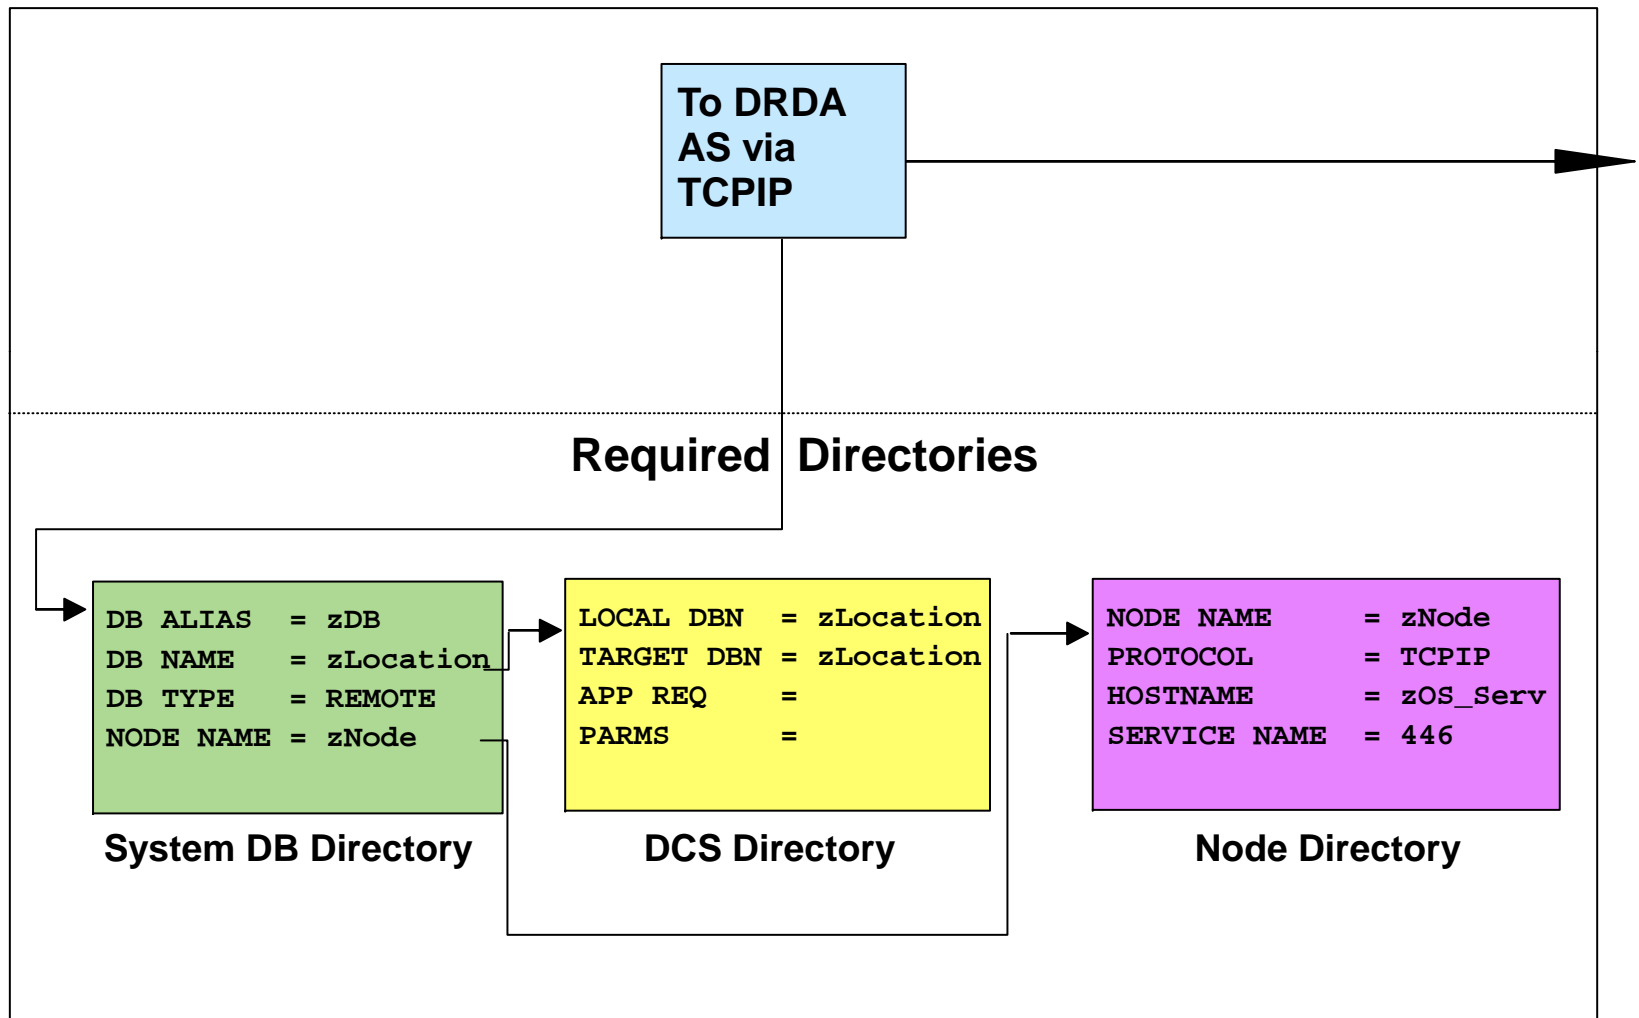 To DRDA
AS via
TCPIP
Required Directories
DB ALIAS = zDB
DB NAME = zLocation
DB TYPE = REMOTE
NODE NAME = zNode
System DB Directory
LOCAL DBN = zLocation
TARGET DBN = zLocation
APP REQ =
PARMS =
DCS Directory
NODE NAME = zNode
PROTOCOL = TCPIP
HOSTNAME = zOS_Serv
SERVICE NAME = 446
Node Directory